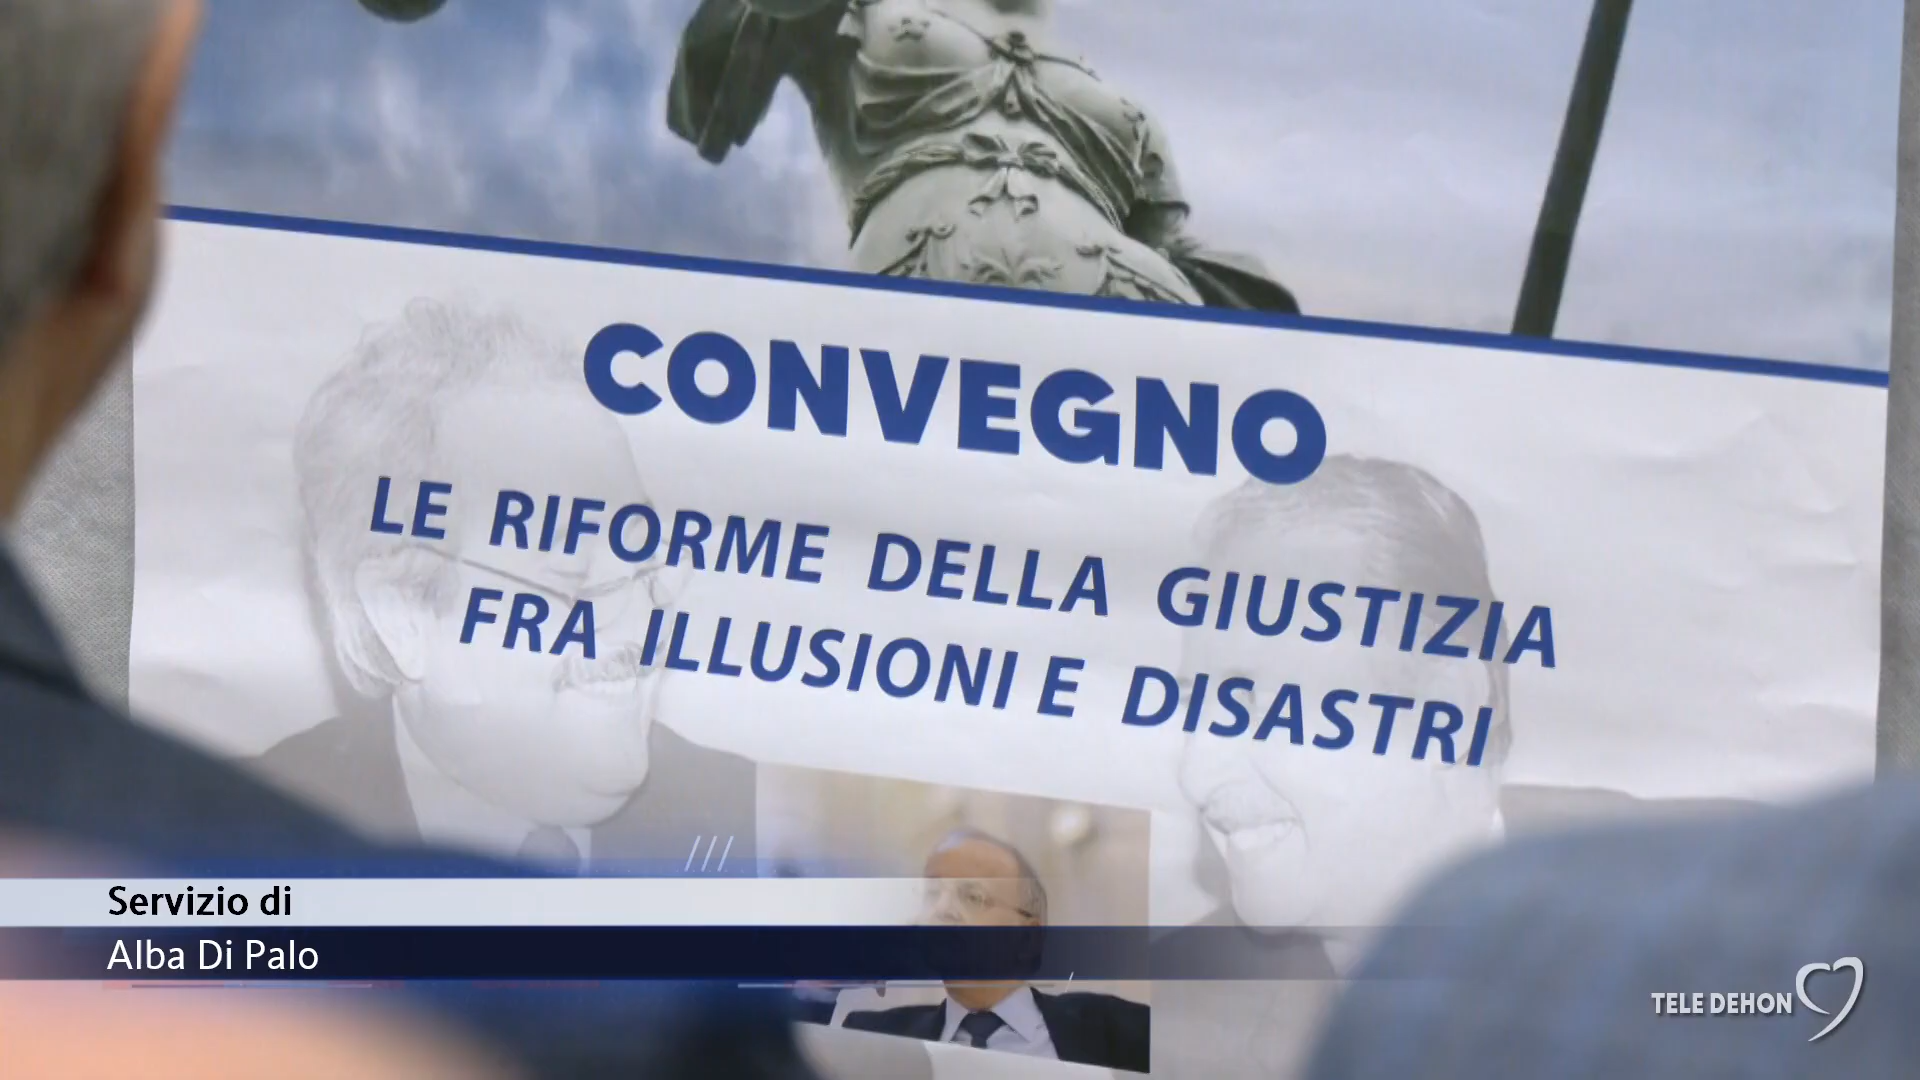 CONVEGNO
LE RIFORME DELLA GIUSTIZIA
FRA ILLUSIONI E DISASTRI
Servizio di
Alba Di Palo
TELE DEHON